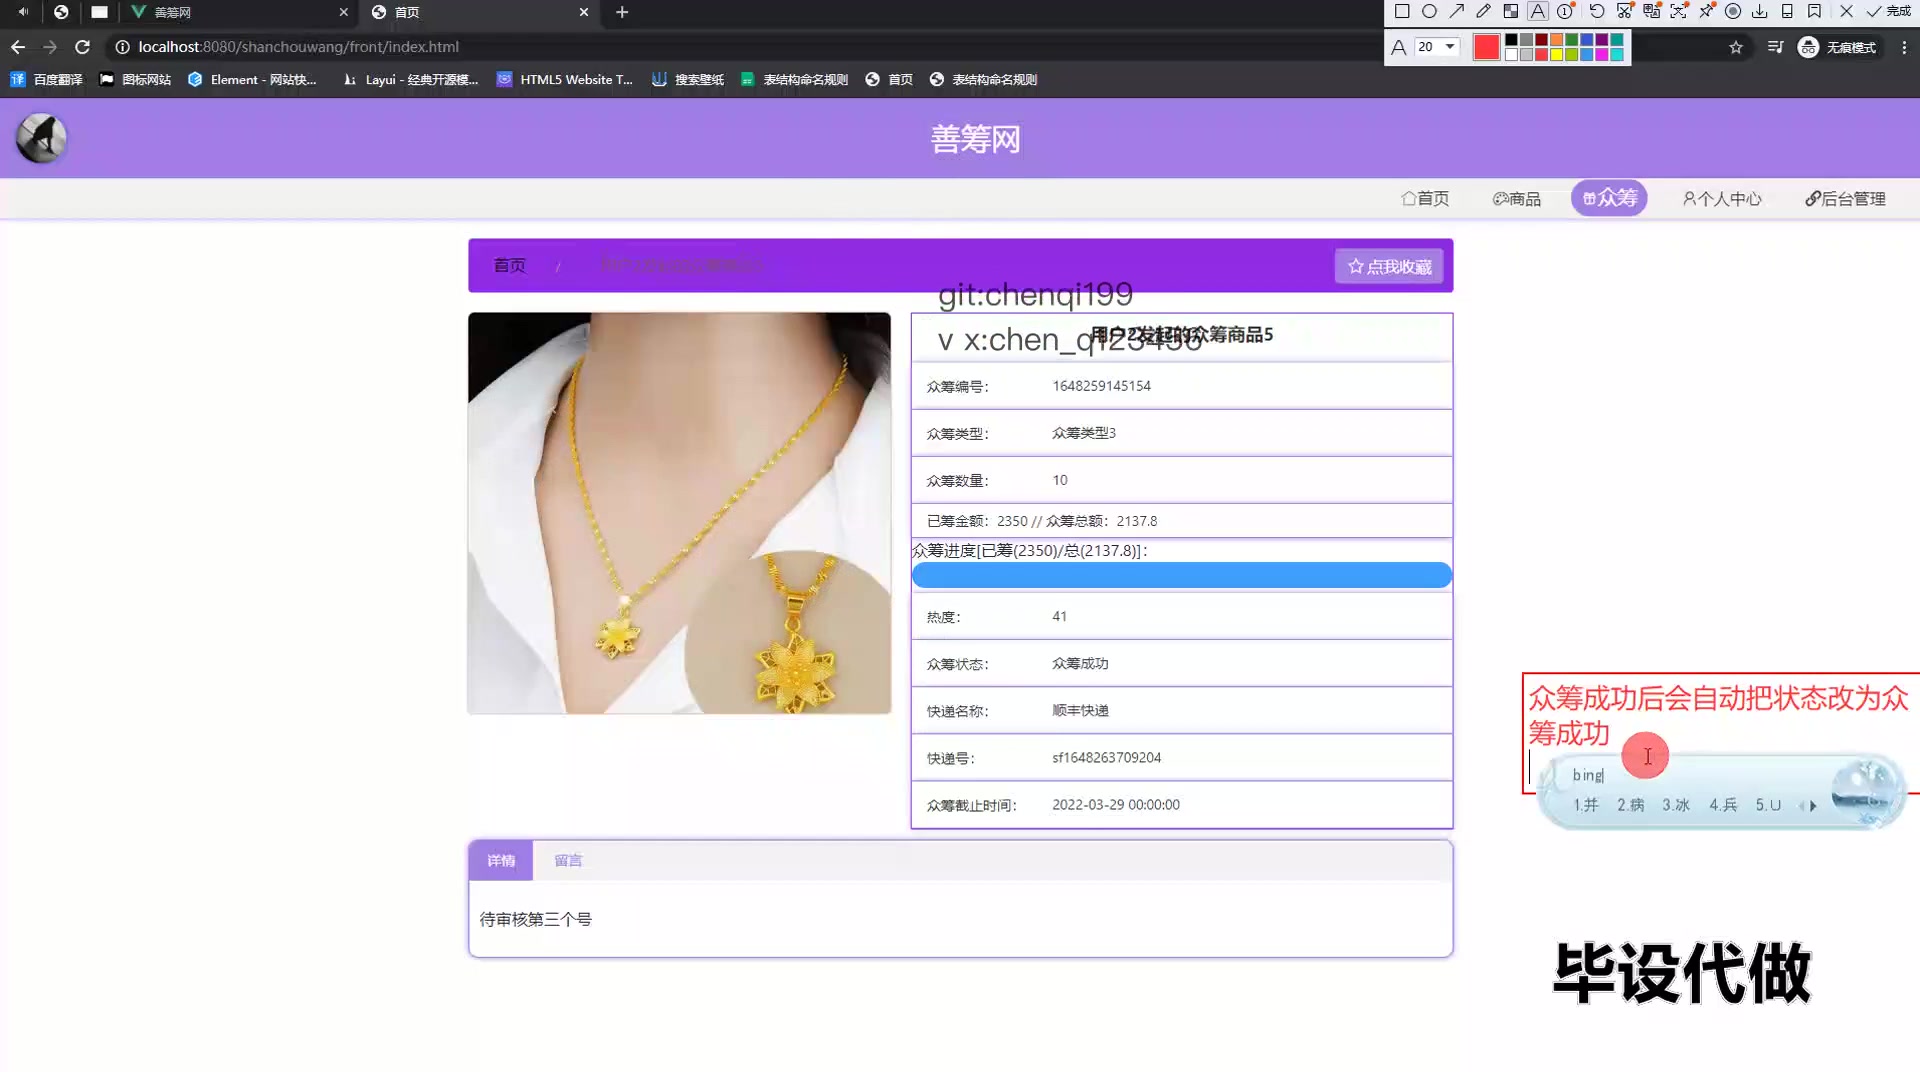 善筹网
首页
完成
localhost:8080/shanchouwang/front/index.html
A 20
无痕模式
百度翻译
图标网站
Element - 网站快...
Layui - 经典开源模...
HTML5 Website T...
搜索壁纸
表结构命名规则
首页
表结构命名规则
善筹网
首页
商品
众筹
个人中心
后台管理
首页 /
点我收藏
git:chenqi199
v x:chen_qi23456
用户2发起的众筹商品5
众筹编号： 1648259145154
众筹类型： 众筹类型3
众筹数量： 10
已筹金额：2350 // 众筹总额：2137.8
众筹进度[已筹(2350)/总(2137.8)]：
热度： 41
众筹状态： 众筹成功
快递名称： 顺丰快递
快递号： sf1648263709204
众筹截止时间： 2022-03-29 00:00:00
众筹成功后会自动把状态改为众
筹成功
bing
1.并 2.病 3.冰 4.兵 5.U
详情 留言
待审核第三个号
毕设代做